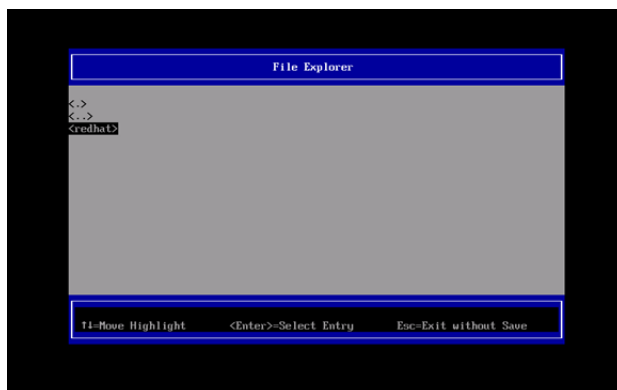 File Explorer
<.>
<..>
<redhat>
↑↓=Move Highlight <Enter>=Select Entry Esc=Exit without Save